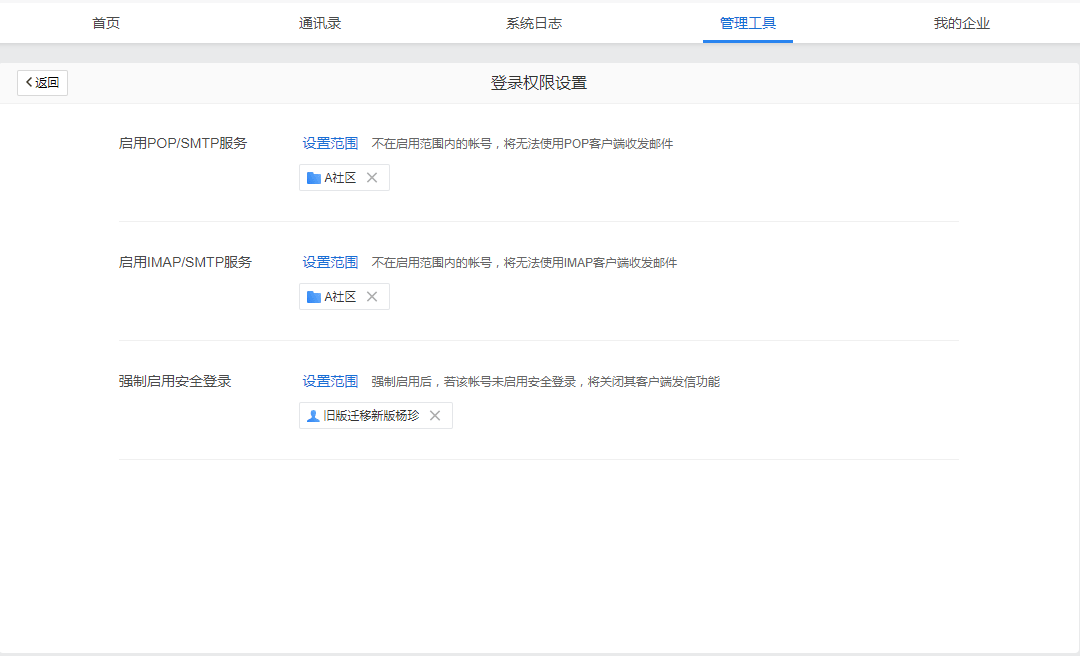 首页 通讯录 系统日志 管理工具 我的企业
返回 登录权限设置
启用POP/SMTP服务 设置范围 不在启用范围内的帐号，将无法使用POP客户端收发邮件
A社区
启用IMAP/SMTP服务 设置范围 不在启用范围内的帐号，将无法使用IMAP客户端收发邮件
A社区
强制启用安全登录 设置范围 强制启用后，若该帐号未启用安全登录，将关闭其客户端发信功能
旧版迁移新版杨珍